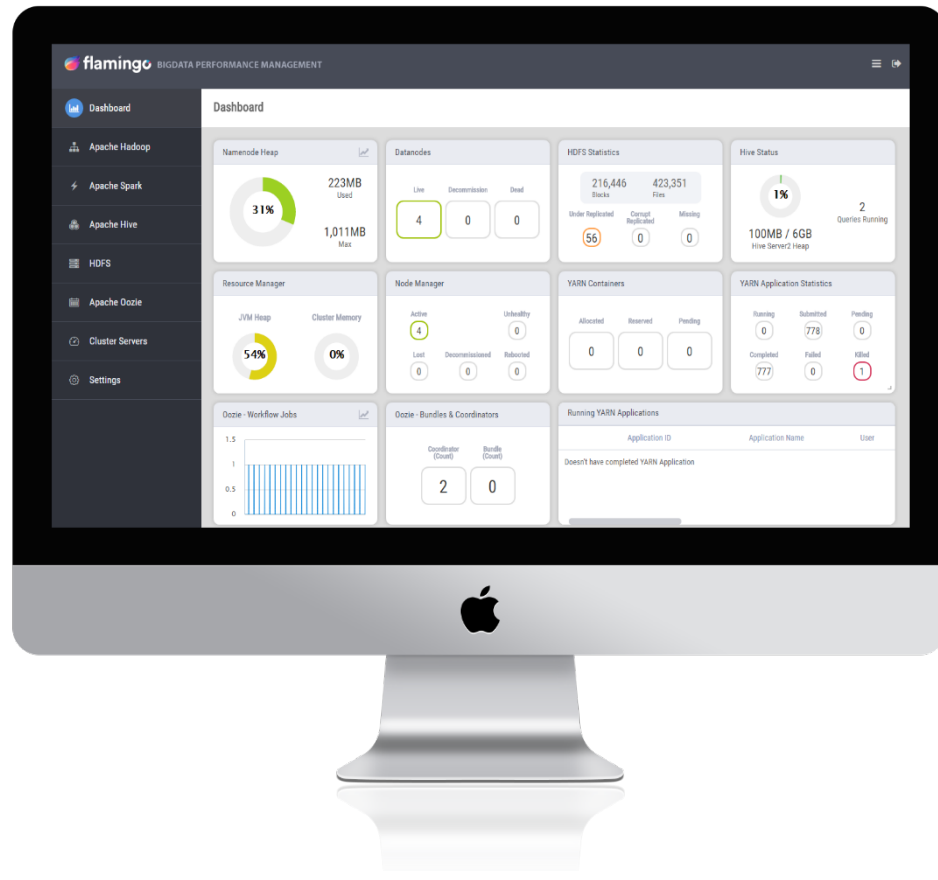 flamingo BIGDATA PERFORMANCE MANAGEMENT
Dashboard
Apache Hadoop
Apache Spark
Apache Hive
HDFS
Apache Oozie
Cluster Servers
Settings
Dashboard
Namenode Heap
31%
223MB
Used
1,011MB
Max
Datanodes
Live Decommission Dead
4 0 0
HDFS Statistics
216,446 423,351
Blocks Files
Under Replicated Corrupt Replicated Missing
56 0 0
Hive Status
1%
2
Queries Running
100MB / 6GB
Hive Server2 Heap
Resource Manager
JVM Heap Cluster Memory
54% 0%
Node Manager
Active Unhealthy
4 0
Lost Decommissioned Rebooted
0 0 0
YARN Containers
Allocated Reserved Pending
0 0 0
YARN Application Statistics
Running Submitted Pending
0 778 0
Completed Failed Killed
777 0 1
Oozie - Workflow Jobs
1.5
1
0.5
0
Oozie - Bundles & Coordinators
Coordinator Bundle
(Count) (Count)
2 0
Running YARN Applications
Application ID Application Name User
Doesn't have completed YARN Application